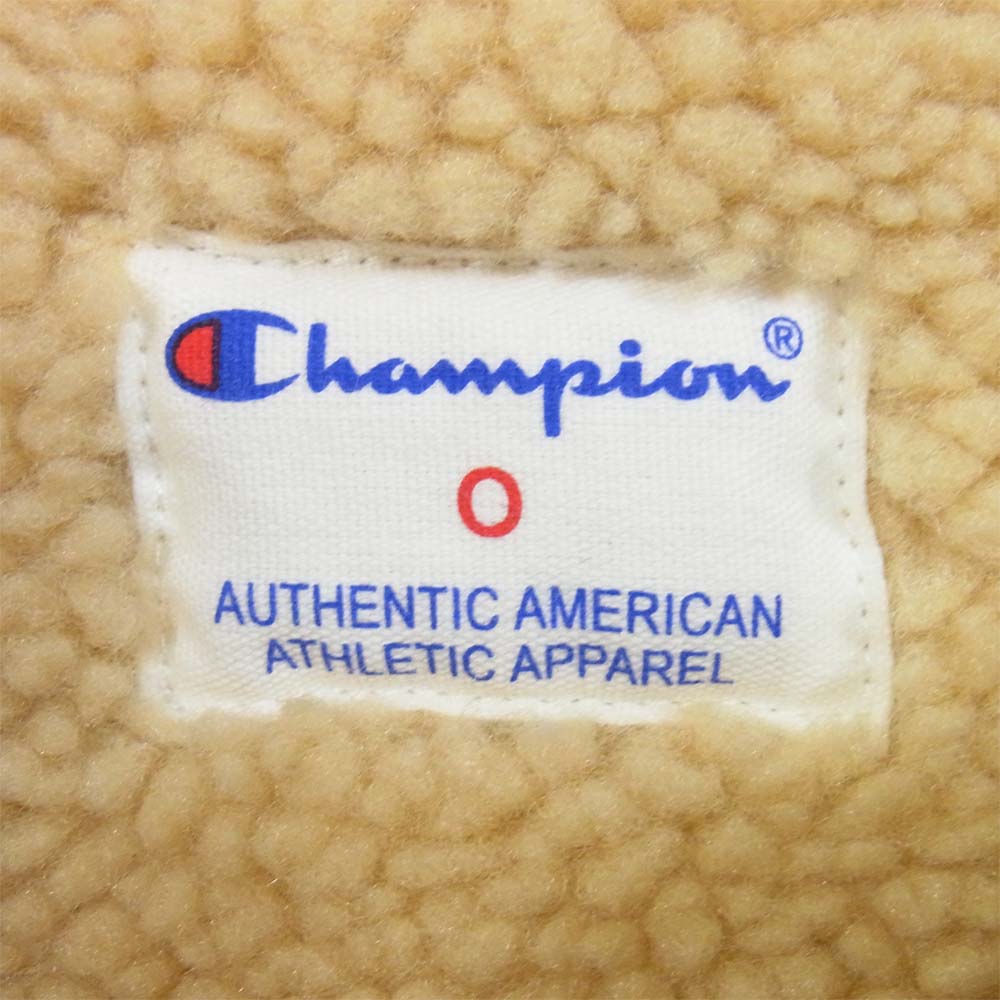 Champion®
O
AUTHENTIC AMERICAN
ATHLETIC APPAREL